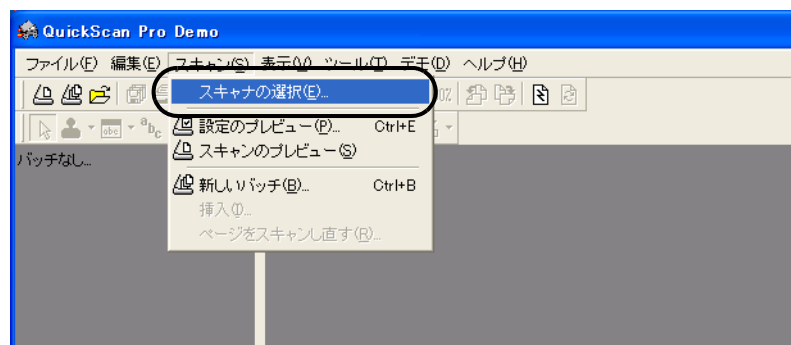 QuickScan Pro Demo
ファイル(F) 編集(E) スキャン(S) 表示(V) ツール(T) デモ(D) ヘルプ(H)
スキャナの選択(E)...
設定のプレビュー(P)... Ctrl+E
スキャンのプレビュー(S)
バッチなし...
新しいバッチ(B)... Ctrl+B
挿入(I)...
ページをスキャンし直す(R)...